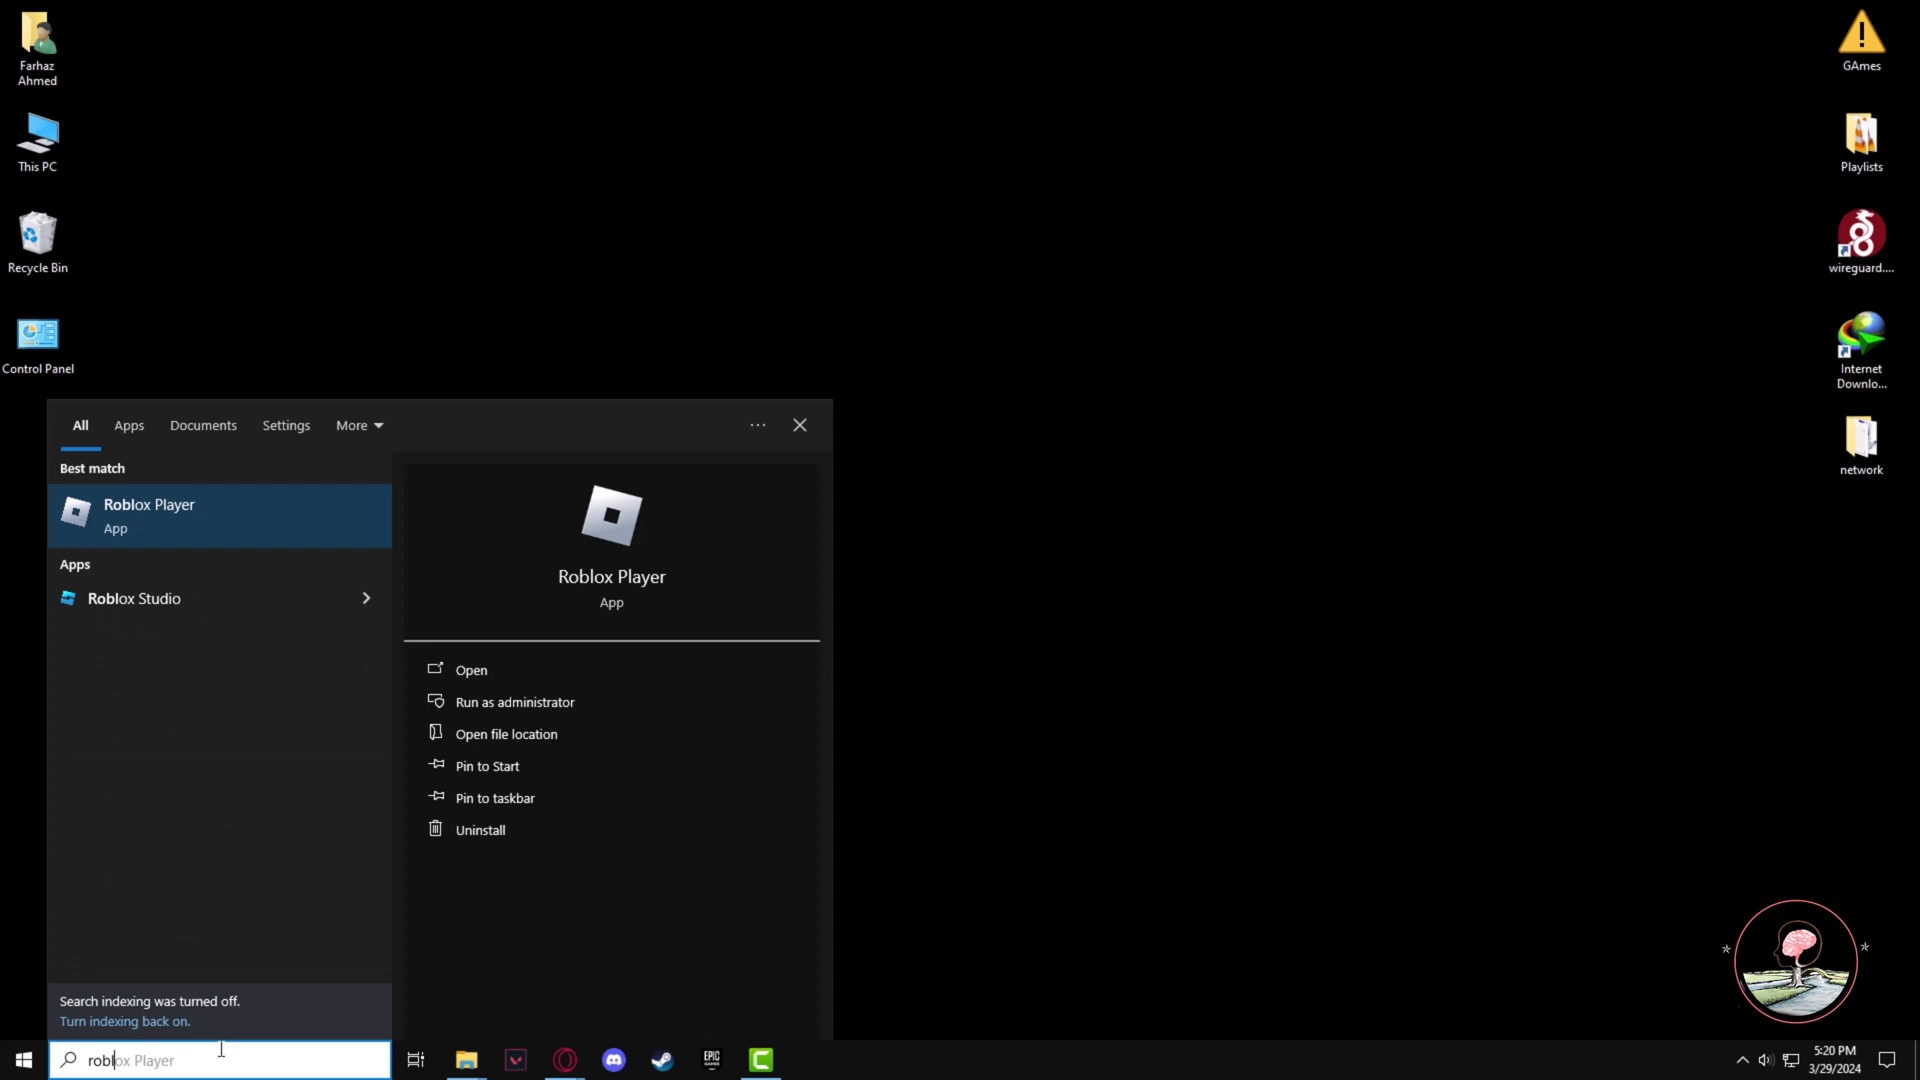 Farhaz
Ahmed
This PC
Recycle Bin
Control Panel
GAmes
Playlists
wireguard....
Internet
Downlo...
network
All Apps Documents Settings More
Best match
Roblox Player
App
Apps
Roblox Studio
Search indexing was turned off.
Turn indexing back on.
Roblox Player
App
Open
Run as administrator
Open file location
Pin to Start
Pin to taskbar
Uninstall
roblox Player
EPIC
GAMES
5:20 PM
3/29/2024